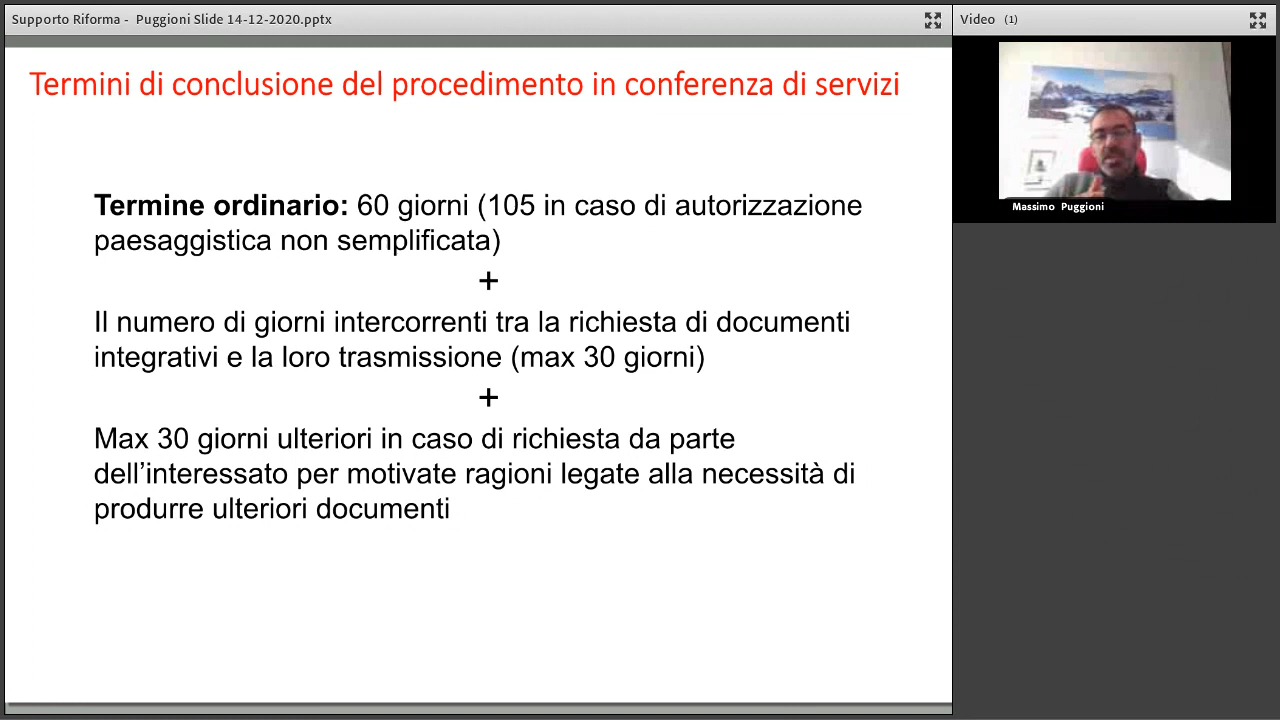 Supporto Riforma - Puggioni Slide 14-12-2020.pptx
Video (1)
Termini di conclusione del procedimento in conferenza di servizi
Termine ordinario: 60 giorni (105 in caso di autorizzazione
paesaggistica non semplificata)
+
Il numero di giorni intercorrenti tra la richiesta di documenti
integrativi e la loro trasmissione (max 30 giorni)
+
Max 30 giorni ulteriori in caso di richiesta da parte
dell’interessato per motivate ragioni legate alla necessità di
produrre ulteriori documenti
Massimo Puggioni